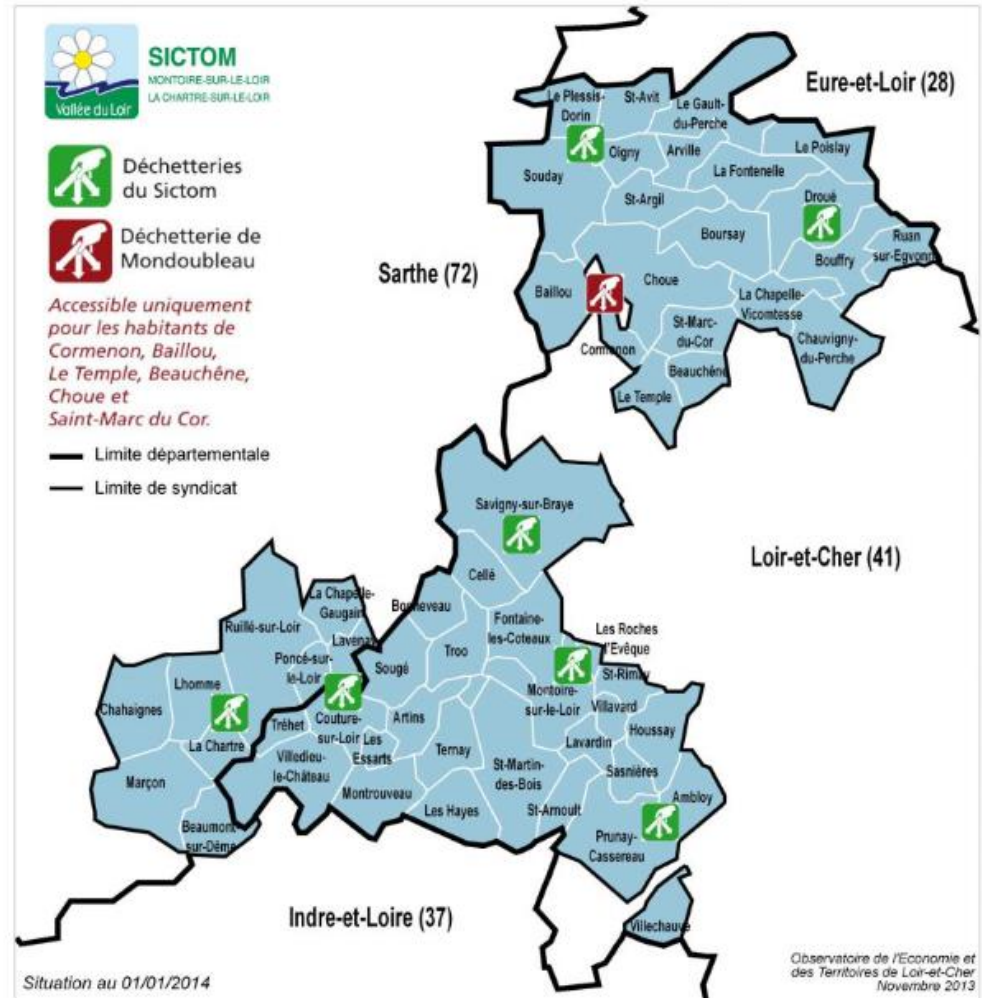 SICTOM
MONTOIRE-SUR-LE-LOIR
LA CHARTRE-SUR-LE-LOIR
Vallée du Loir
Déchetteries
du Sictom
Déchetterie de
Mondoubleau
Accessible uniquement
pour les habitants de
Cormenon, Baillou,
Le Temple, Beauchêne,
Choue et
Saint-Marc du Cor.
Limite départementale
Limite de syndicat
Eure-et-Loir (28)
Sarthe (72)
Loir-et-Cher (41)
Indre-et-Loire (37)
Le Plessis-
Dorin
St-Avit
Le Gault-
du-Perche
Oigny
Arville
Le Poislay
Souday
La Fontenelle
St-Argil
Droué
Boursay
Bouffry
Ruan
sur-Egvonne
Baillou
Choue
La Chapelle-
Vicomtesse
St-Marc-
du-Cor
Chauvigny-
du-Perche
Cormenon
Beauchêne
Le Temple
Savigny-sur-Braye
Cellé
La Chapelle-
Gaugain
Bonneveau
Fontaine-
les-Coteaux
Ruillé-sur-Loir
Lavenay
Les Roches
l'Evêque
Poncé-sur-
le-Loir
Sougé
Troo
St-Rimay
Lhomme
Montoire-
sur-le-Loir
Villavard
Chahaignes
Tréhet
Couture-
sur-Loir
Artins
Houssay
La Chartre
Les
Essarts
Lavardin
Ternay
Villedieu-
le-Château
St-Martin-
des-Bois
Sasnières
Marçon
Montrouveau
Ambloy
Les Hayes
St-Arnoult
Beaumont
sur-Dême
Prunay-
Cassereau
Villechauve
Situation au 01/01/2014
Observatoire de l'Economie et
des Territoires de Loir-et-Cher
Novembre 2013